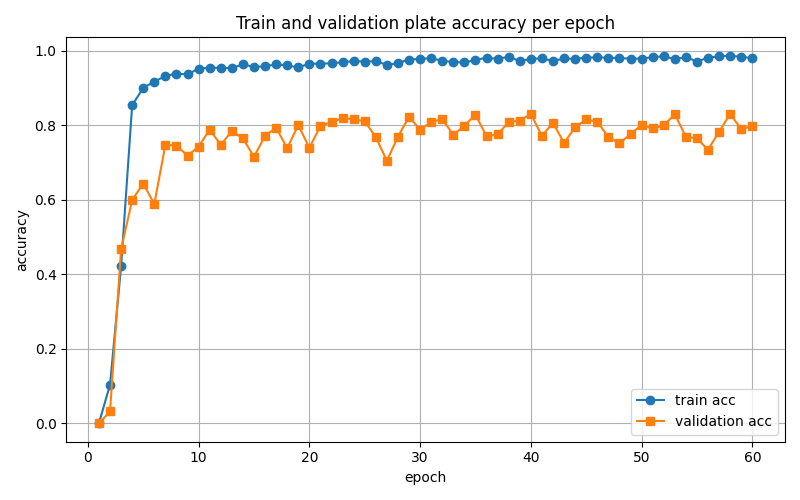 Train and validation plate accuracy per epoch
1.0
0.8
0.6
0.4
0.2
0.0
accuracy
0 10 20 30 40 50 60
epoch
train acc
validation acc